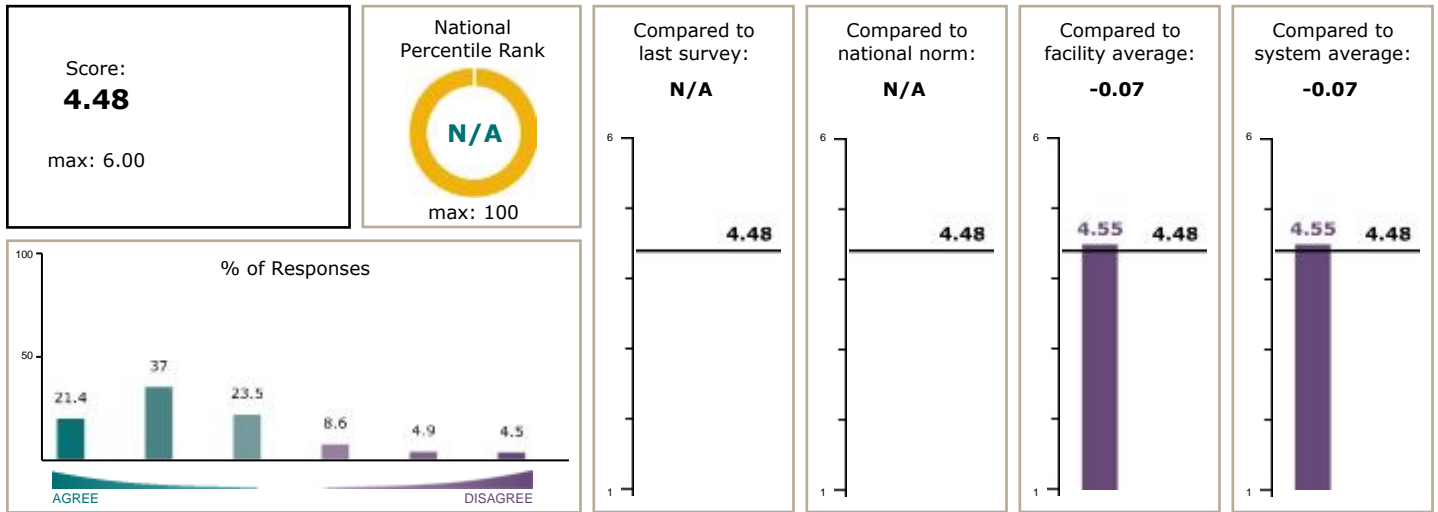 Score:
4.48
max: 6.00
National
Percentile Rank
N/A
max: 100
% of Responses
100
50
21.4
37
23.5
8.6
4.9
4.5
AGREE
DISAGREE
Compared to
last survey:
N/A
6
4.48
1
Compared to
national norm:
N/A
6
4.48
1
Compared to
facility average:
-0.07
6
4.55 4.48
1
Compared to
system average:
-0.07
6
4.55 4.48
1